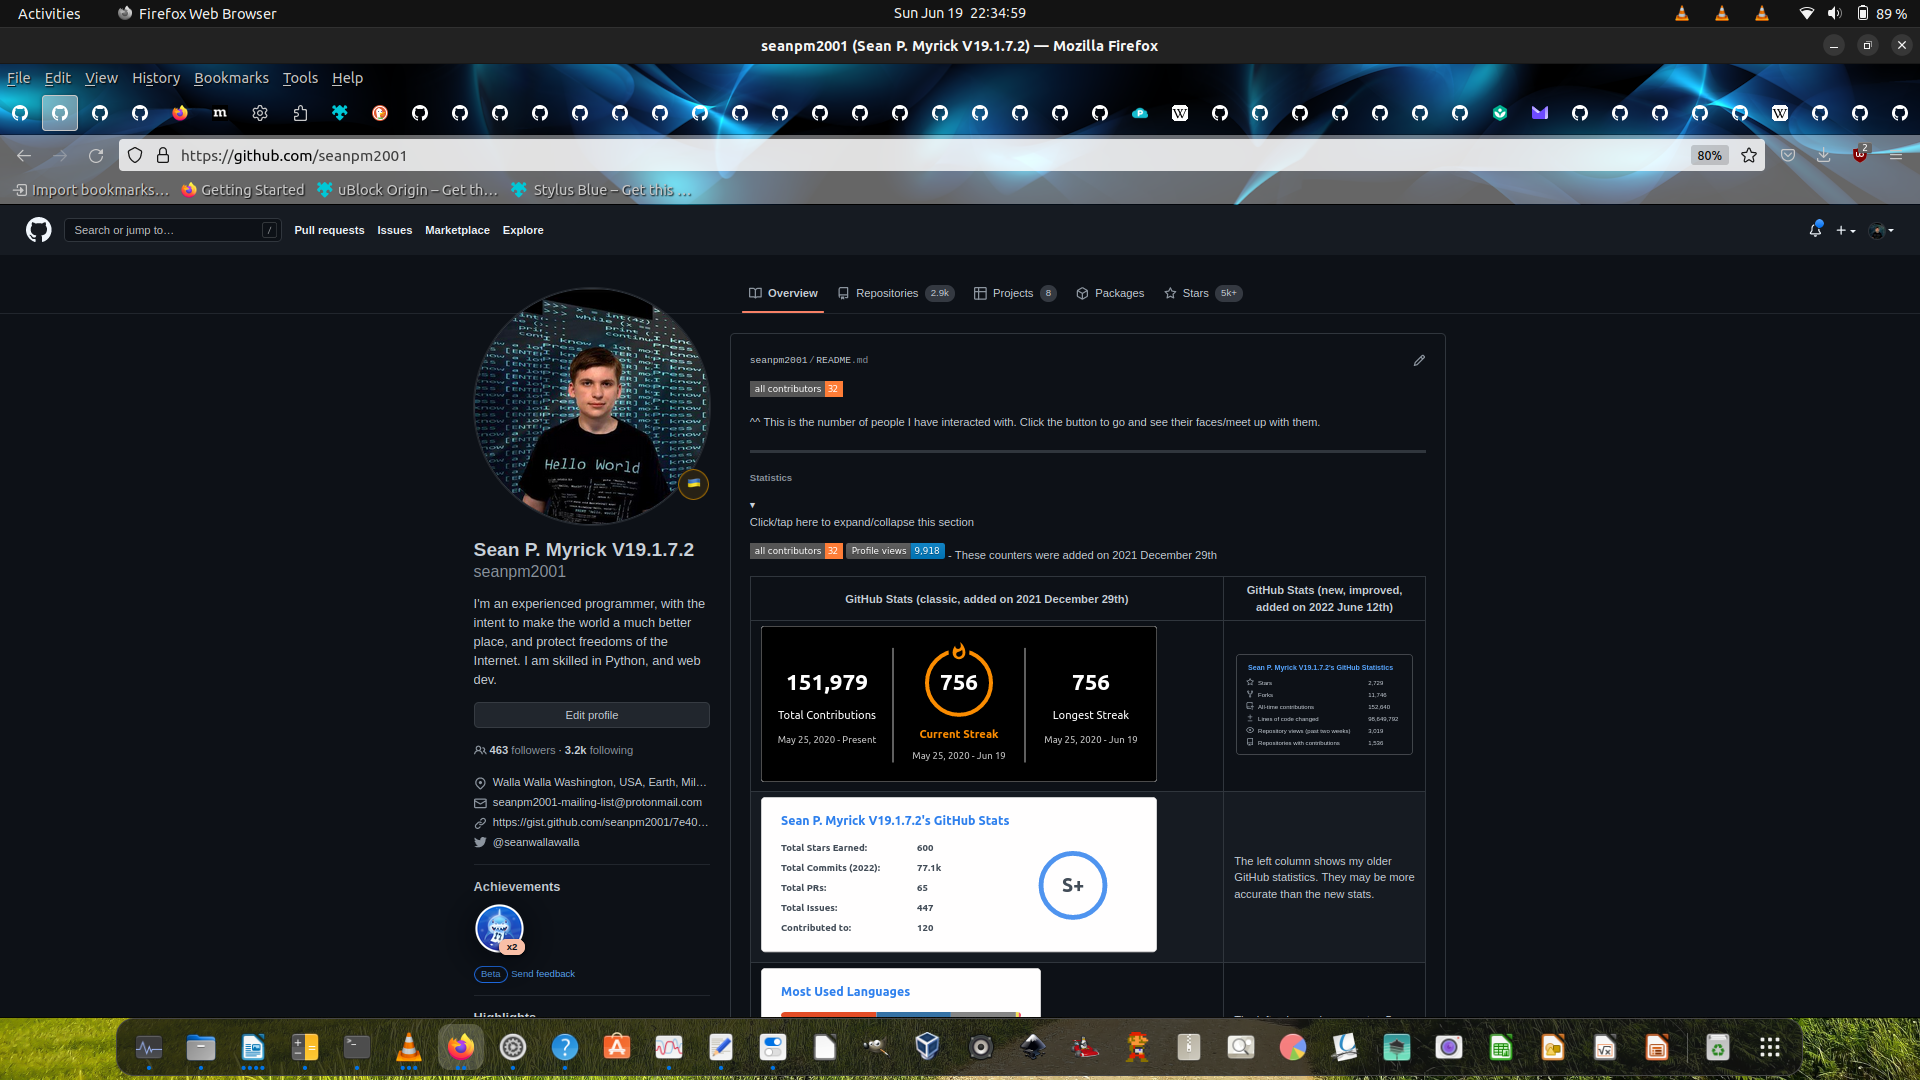 Activities
Firefox Web Browser
Sun Jun 19 22:34:59
89 %
seanpm2001 (Sean P. Myrick V19.1.7.2) — Mozilla Firefox
File Edit View History Bookmarks Tools Help
https://github.com/seanpm2001
80%
2
Import bookmarks…
Getting Started
uBlock Origin – Get th…
Stylus Blue – Get this …
Search or jump to…
/
Pull requests
Issues
Marketplace
Explore
Overview
Repositories 2.9k
Projects 8
Packages
Stars 5k+
Hello World
Sean P. Myrick V19.1.7.2
seanpm2001
I'm an experienced programmer, with the
intent to make the world a much better
place, and protect freedoms of the
Internet. I am skilled in Python, and web
dev.
Edit profile
463 followers · 3.2k following
Walla Walla Washington, USA, Earth, Mil…
seanpm2001-mailing-list@protonmail.com
https://gist.github.com/seanpm2001/7e40…
@seanwallawalla
Achievements
x2
Beta Send feedback
seanpm2001/README.md
all contributors 32
^^ This is the number of people I have interacted with. Click the button to go and see their faces/meet up with them.
Statistics
▾
Click/tap here to expand/collapse this section
all contributors 32 Profile views 9,918 - These counters were added on 2021 December 29th
GitHub Stats (classic, added on 2021 December 29th)
GitHub Stats (new, improved,
added on 2022 June 12th)
151,979
Total Contributions
May 25, 2020 - Present
756
Current Streak
May 25, 2020 - Jun 19
756
Longest Streak
May 25, 2020 - Jun 19
Sean P. Myrick V19.1.7.2's GitHub Statistics
Stars 2,729
Forks 11,746
All-time contributions 152,640
Lines of code changed 98,649,792
Repository views (past two weeks) 3,019
Repositories with contributions 1,536
Sean P. Myrick V19.1.7.2's GitHub Stats
Total Stars Earned: 600
Total Commits (2022): 77.1k
Total PRs: 65
Total Issues: 447
Contributed to: 120
S+
The left column shows my older
GitHub statistics. They may be more
accurate than the new stats.
Most Used Languages